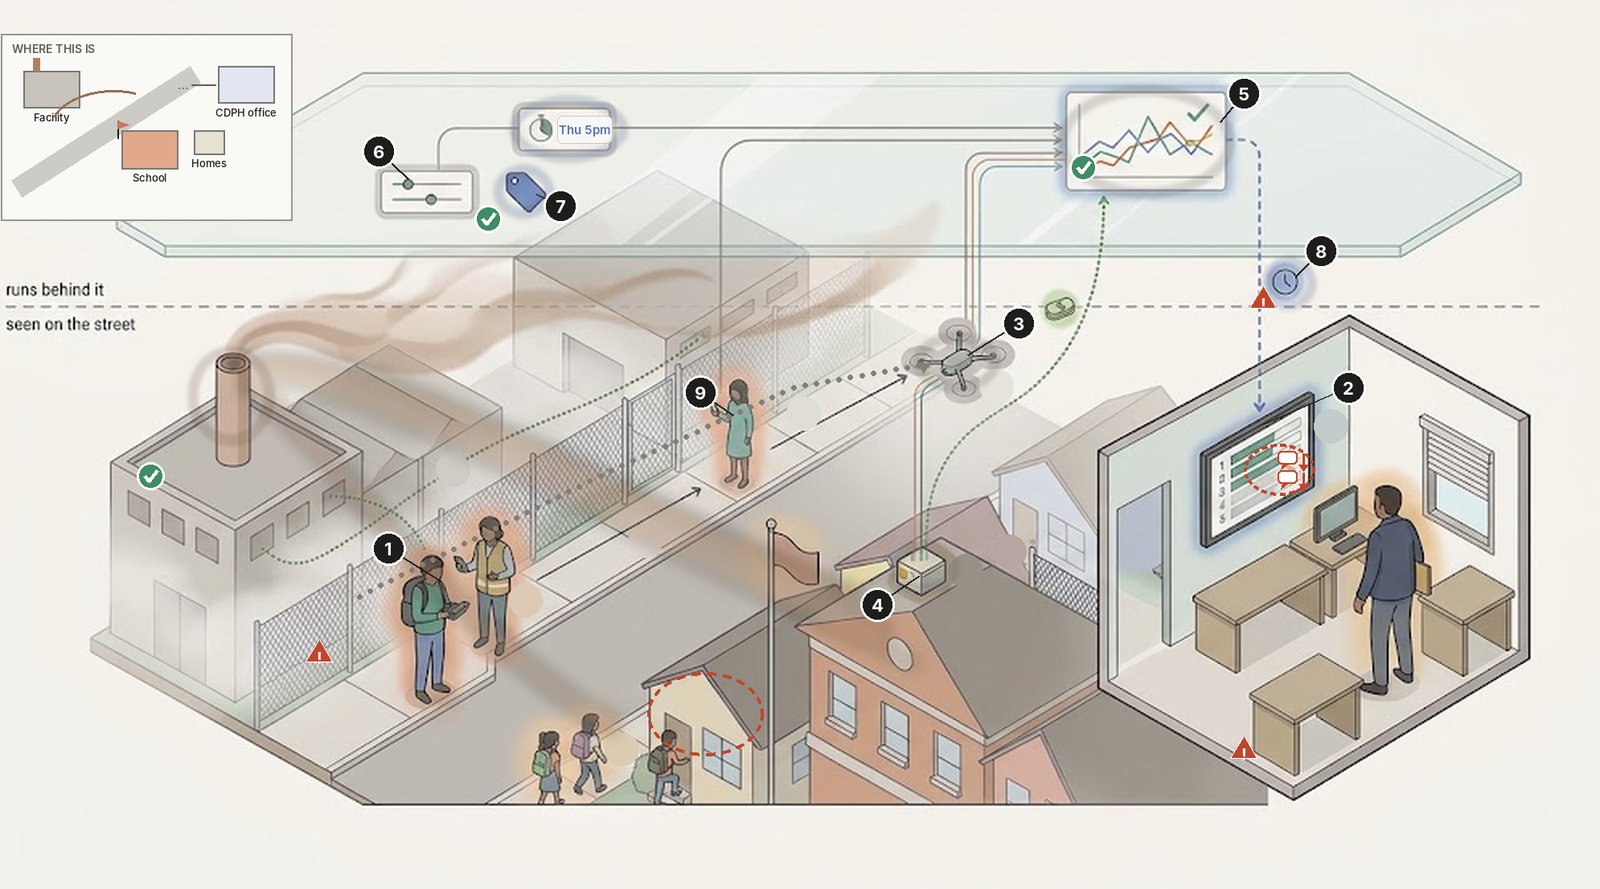 WHERE THIS IS
Facility
CDPH office
School
Homes
Thu 5pm
5
6
7
8
runs behind it
seen on the street
3
2
9
1
4
1